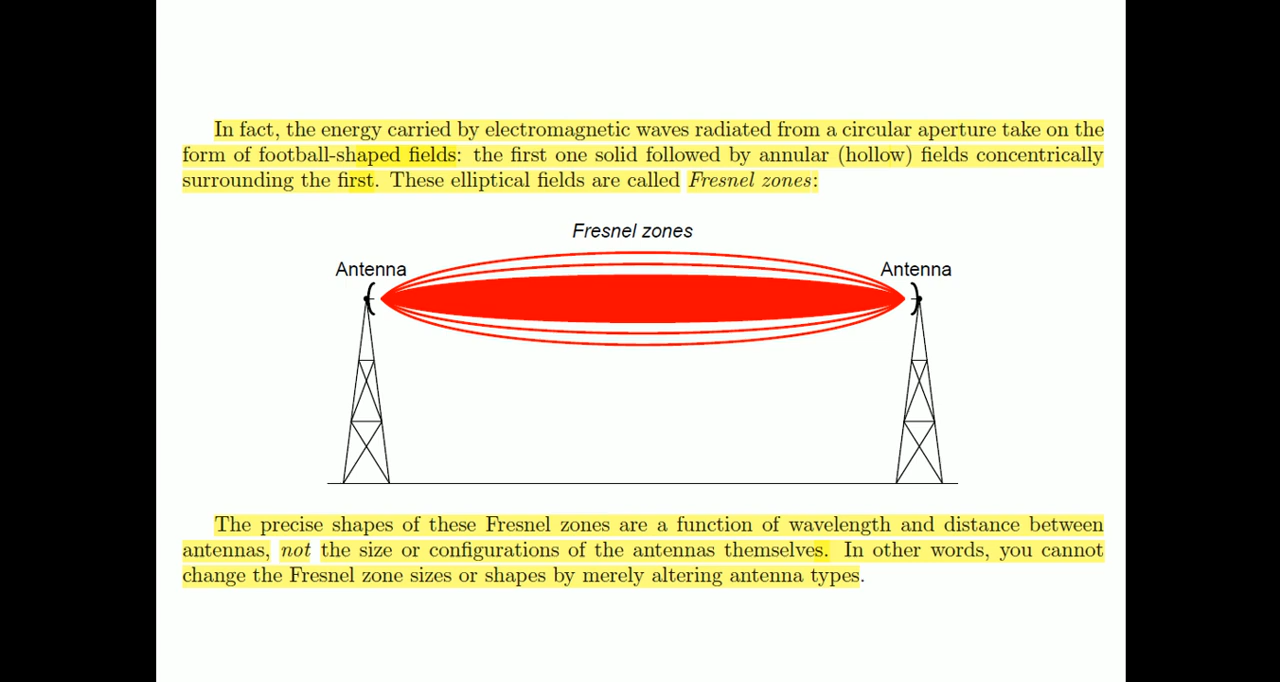 In fact, the energy carried by electromagnetic waves radiated from a circular aperture take on the
form of football-shaped fields: the first one solid followed by annular (hollow) fields concentrically
surrounding the first. These elliptical fields are called Fresnel zones:
Fresnel zones
Antenna Antenna
The precise shapes of these Fresnel zones are a function of wavelength and distance between
antennas, not the size or configurations of the antennas themselves. In other words, you cannot
change the Fresnel zone sizes or shapes by merely altering antenna types.